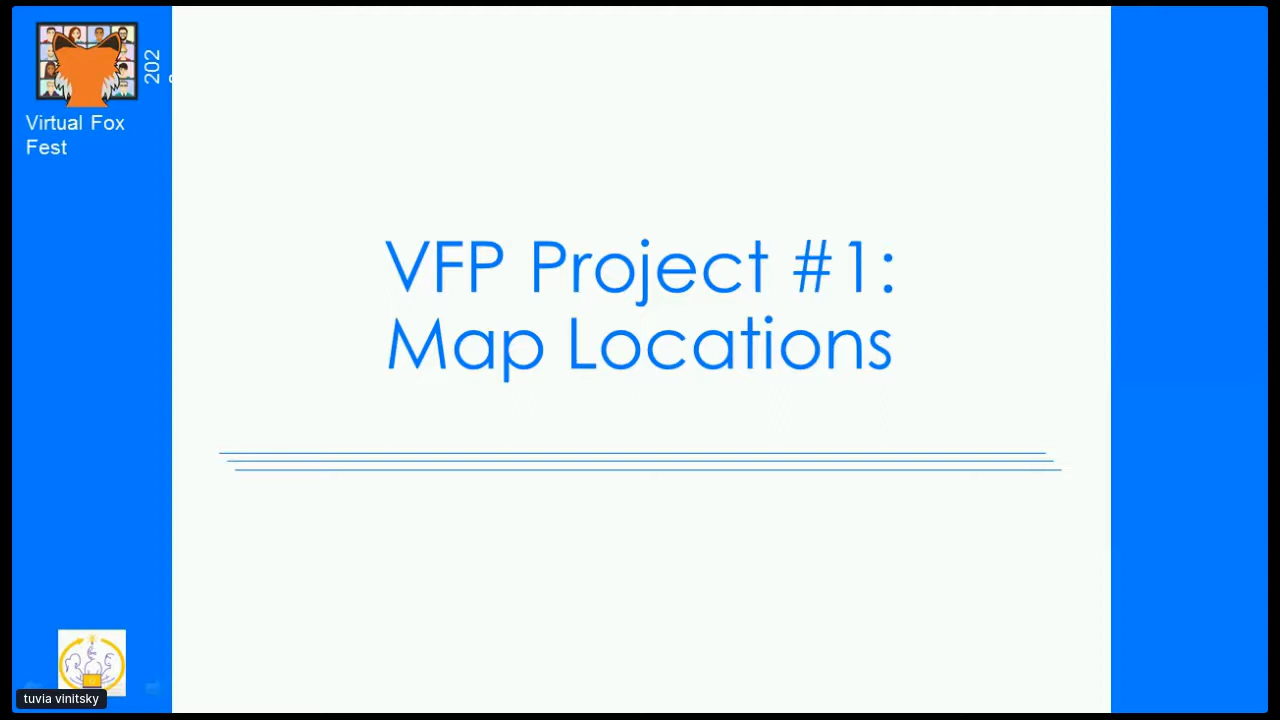 202
Virtual Fox
Fest
VFP Project #1:
Map Locations
tuvia vinitsky